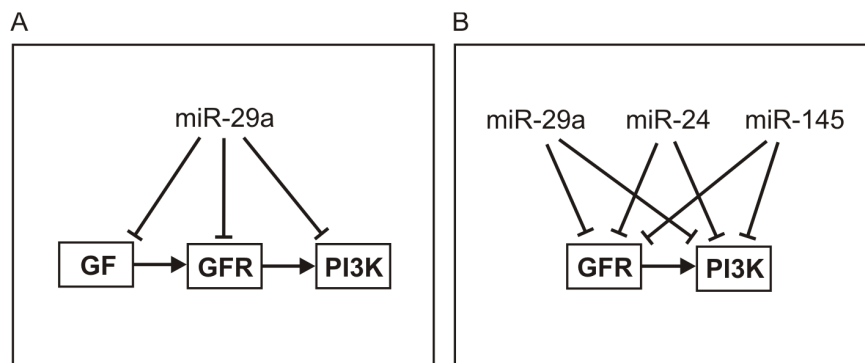 A
miR-29a
GF
GFR
PI3K
B
miR-29a miR-24 miR-145
GFR
PI3K